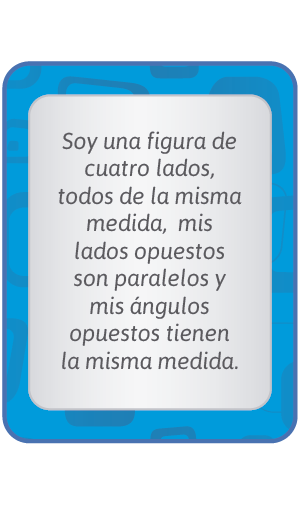 Soy una figura de
cuatro lados,
todos de la misma
medida, mis
lados opuestos
son paralelos y
mis ángulos
opuestos tienen
la misma medida.